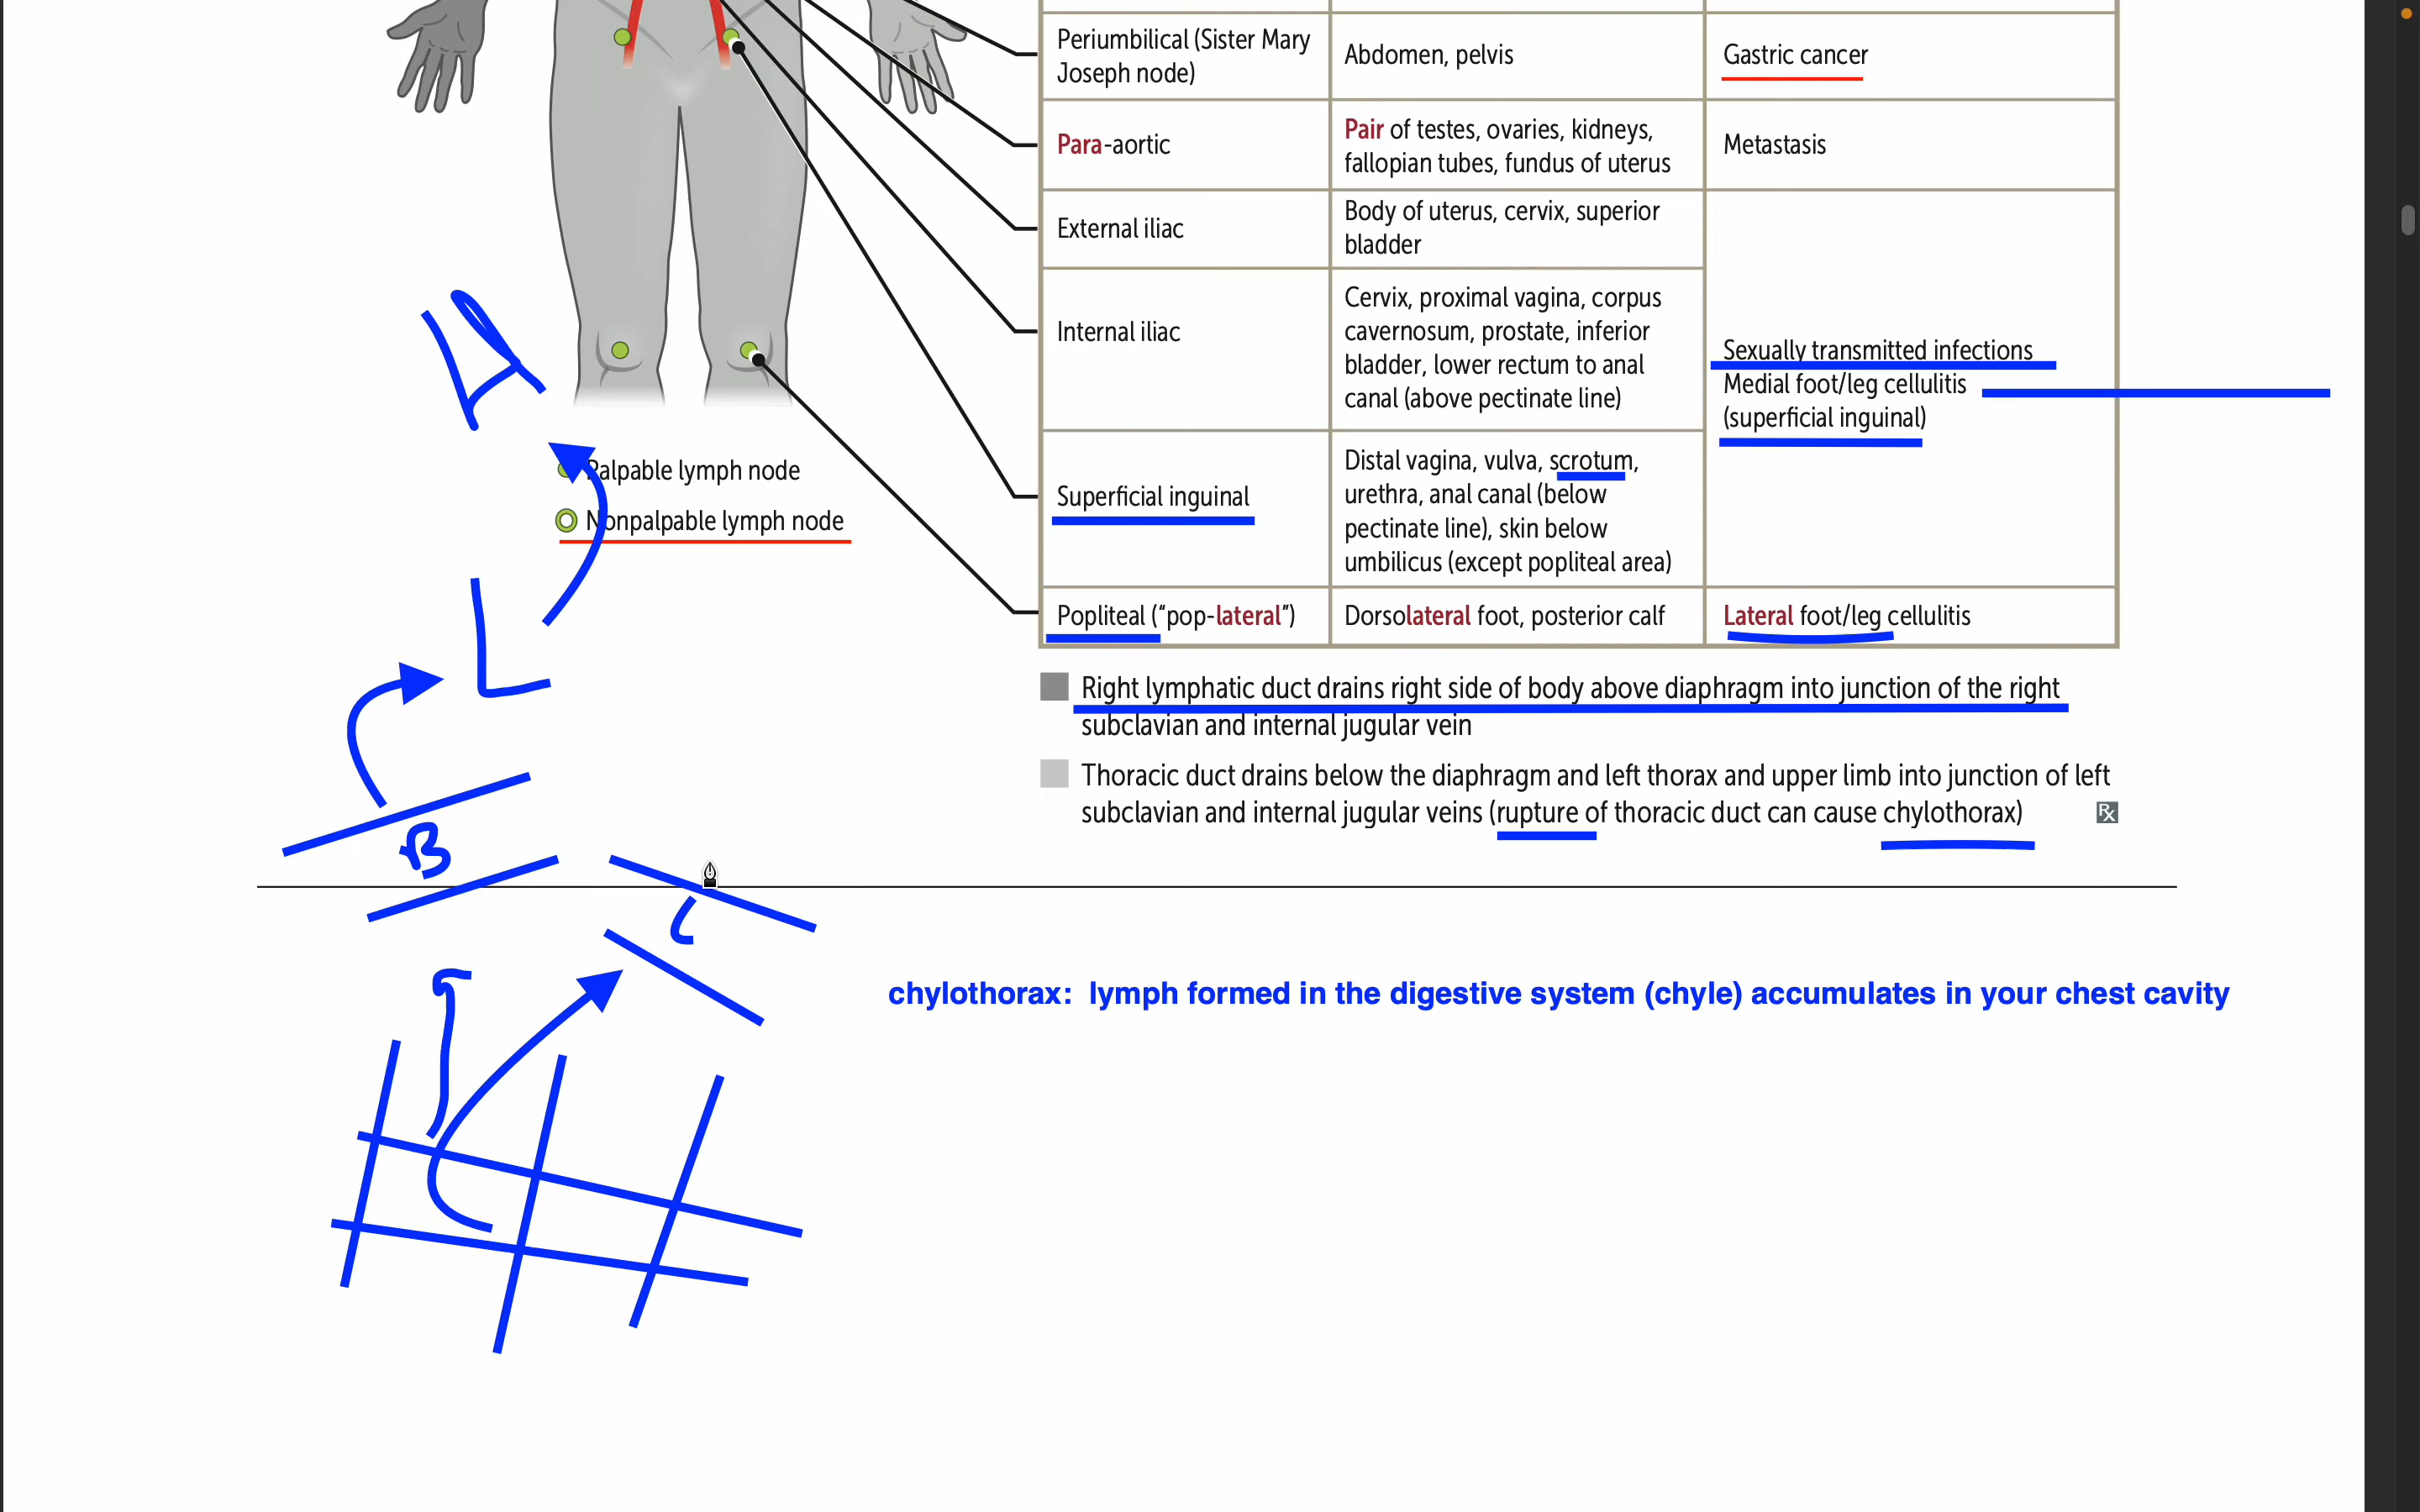 Periumbilical (Sister Mary
Joseph node)
Abdomen, pelvis
Gastric cancer
Para-aortic
Pair of testes, ovaries, kidneys,
fallopian tubes, fundus of uterus
Metastasis
External iliac
Body of uterus, cervix, superior
bladder
Internal iliac
Cervix, proximal vagina, corpus
cavernosum, prostate, inferior
bladder, lower rectum to anal
canal (above pectinate line)
Sexually transmitted infections
Medial foot/leg cellulitis
(superficial inguinal)
Superficial inguinal
Distal vagina, vulva, scrotum,
urethra, anal canal (below
pectinate line), skin below
umbilicus (except popliteal area)
Popliteal ("pop-lateral")
Dorsolateral foot, posterior calf
Lateral foot/leg cellulitis
Palpable lymph node
Nonpalpable lymph node
Right lymphatic duct drains right side of body above diaphragm into junction of the right
subclavian and internal jugular vein
Thoracic duct drains below the diaphragm and left thorax and upper limb into junction of left
subclavian and internal jugular veins (rupture of thoracic duct can cause chylothorax)
Rx
L
B
L
chylothorax: lymph formed in the digestive system (chyle) accumulates in your chest cavity